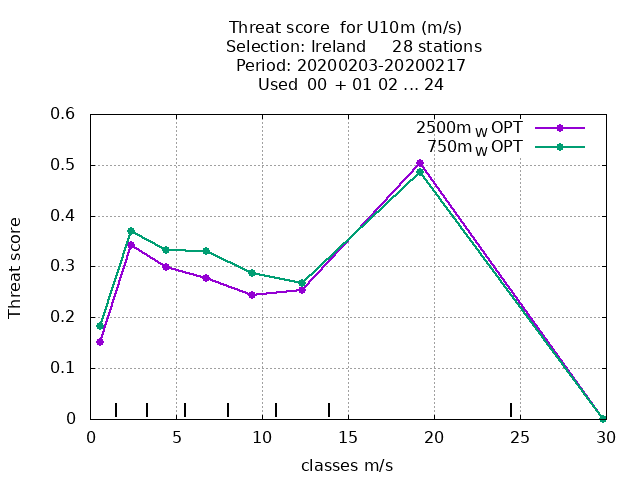 Threat score  for U10m (m/s)
Selection: Ireland     28 stations
Period: 20200203-20200217
Used  00  + 01 02 ... 24
2500m W OPT
750m W OPT
0.6
0.5
0.4
0.3
0.2
0.1
0
Threat score
0 5 10 15 20 25 30
classes m/s